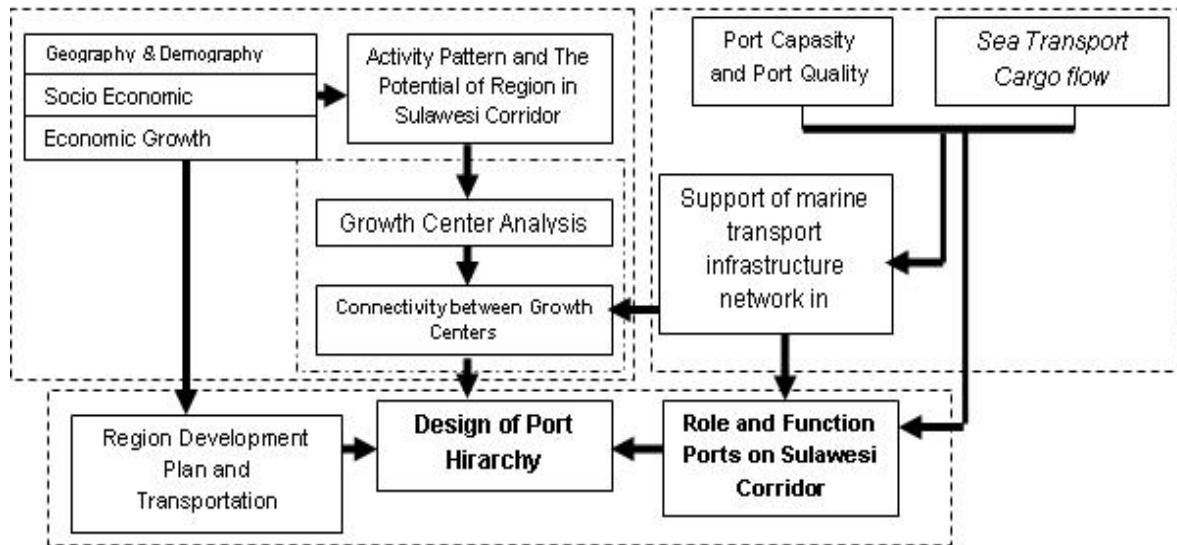 Geography & Demography
Socio Economic
Economic Growth
Activity Pattern and The
Potential of Region in
Sulawesi Corridor
Growth Center Analysis
Connectivity between Growth
Centers
Port Capasity
and Port Quality
Sea Transport
Cargo flow
Support of marine
transport
infrastructure
network in
Region Development
Plan and
Transportation
Design of Port
Hirarchy
Role and Function
Ports on Sulawesi
Corridor